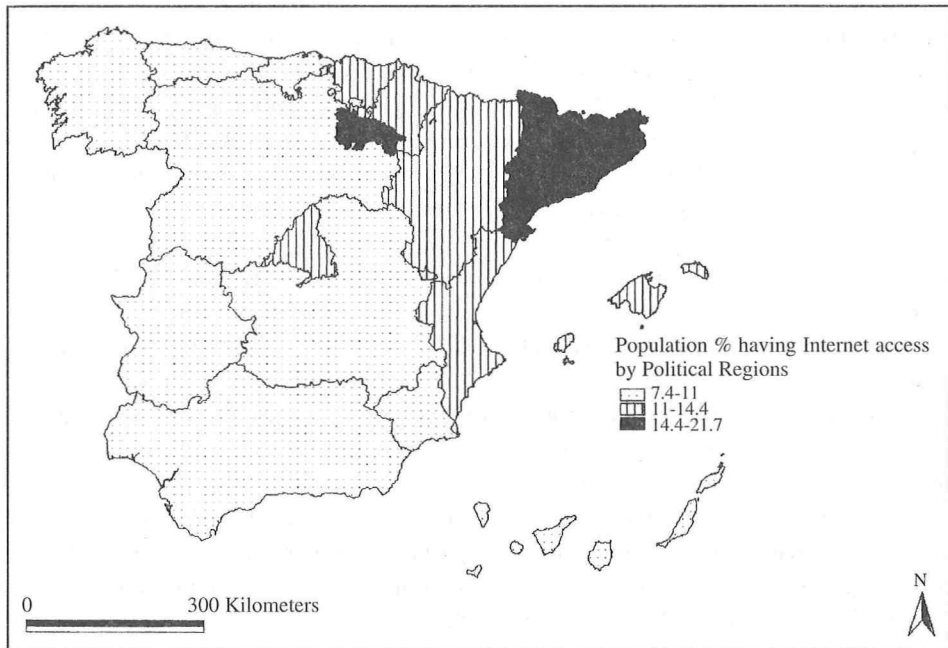 Population % having Internet access
by Political Regions
7.4-11
11-14.4
14.4-21.7
0 300 Kilometers
N